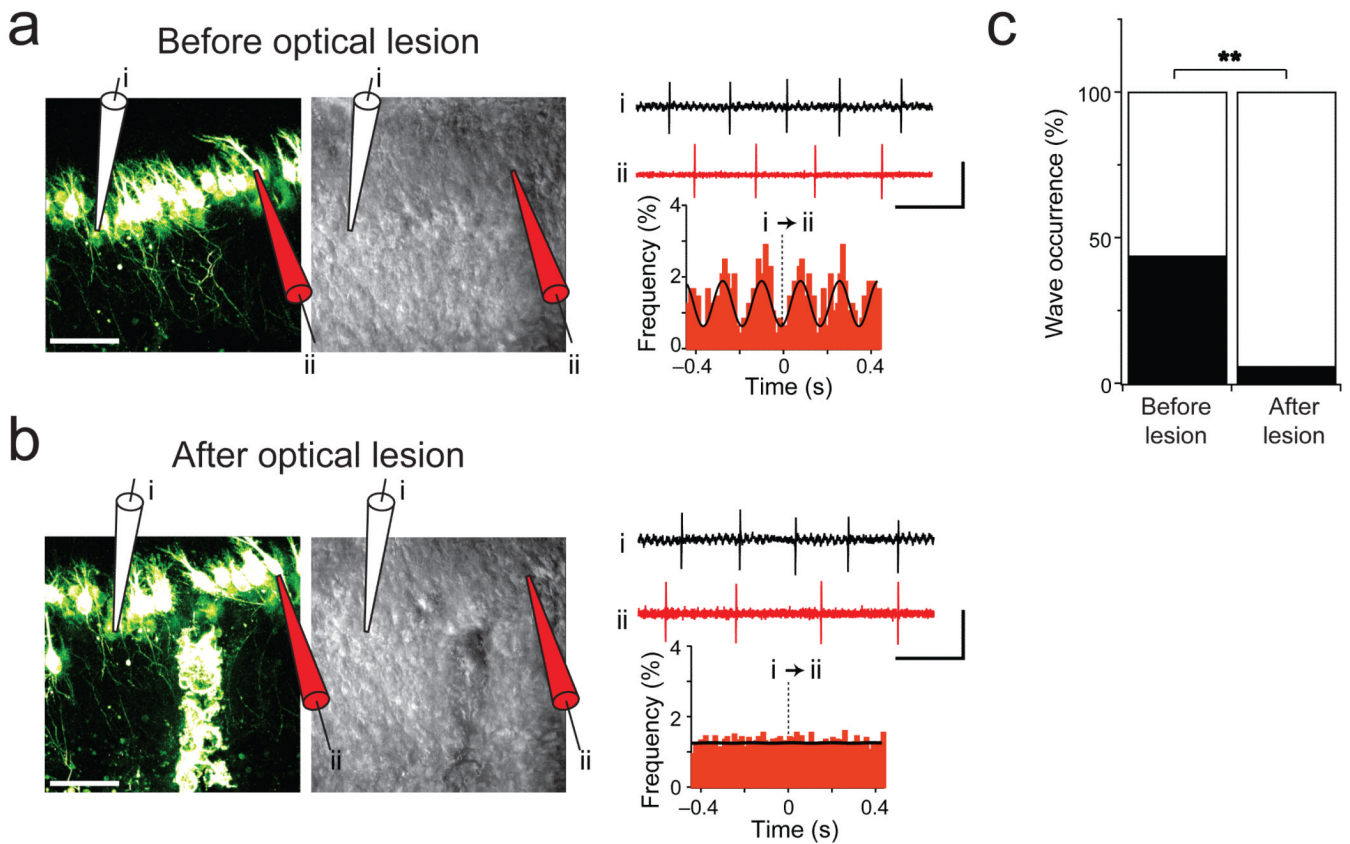 a
Before optical lesion
i
i
ii
ii
i
ii
4
i → ii
2
0
Frequency (%)
–0.4
0
0.4
Time (s)
b
After optical lesion
i
i
ii
ii
i
ii
4
i → ii
2
0
Frequency (%)
–0.4
0
0.4
Time (s)
c
**
100
50
0
Wave occurrence (%)
Before
lesion
After
lesion